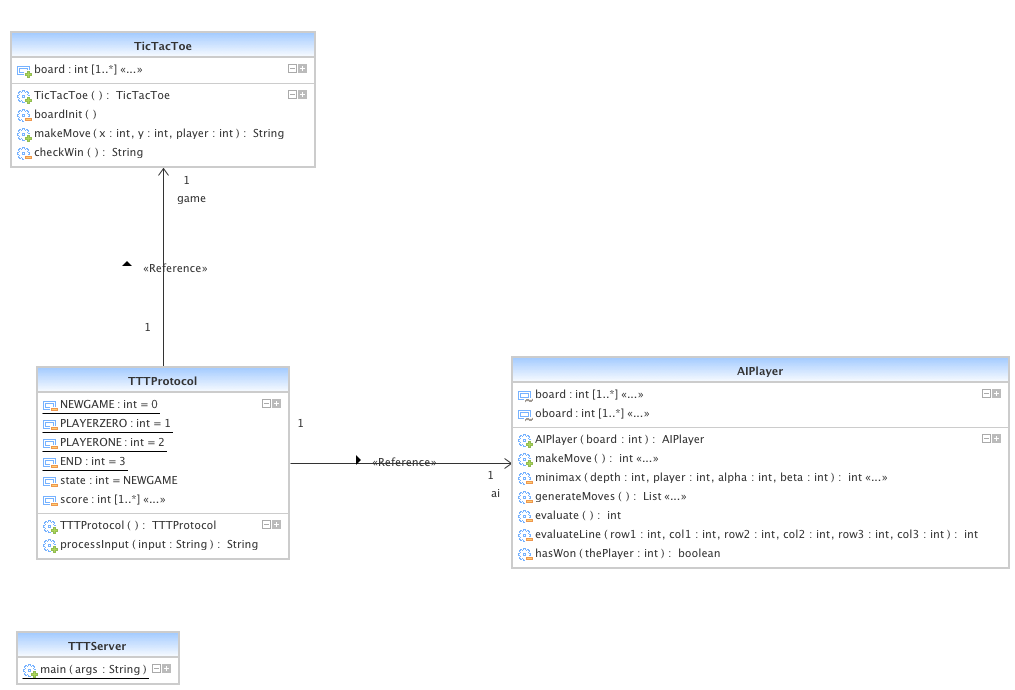 TicTacToe
board : int [1..*] «...»
TicTacToe ( ) : TicTacToe
boardInit ( )
makeMove ( x : int, y : int, player : int ) : String
checkWin ( ) : String
1
game
«Reference»
1
TTTProtocol
NEWGAME : int = 0
PLAYERZERO : int = 1
PLAYERONE : int = 2
END : int = 3
state : int = NEWGAME
score : int [1..*] «...»
TTTProtocol ( ) : TTTProtocol
processInput ( input : String ) : String
1
«Reference»
1
ai
AIPlayer
board : int [1..*] «...»
oboard : int [1..*] «...»
AIPlayer ( board : int ) : AIPlayer
makeMove ( ) : int «...»
minimax ( depth : int, player : int, alpha : int, beta : int ) : int «...»
generateMoves ( ) : List «...»
evaluate ( ) : int
evaluateLine ( row1 : int, col1 : int, row2 : int, col2 : int, row3 : int, col3 : int ) : int
hasWon ( thePlayer : int ) : boolean
TTTServer
main ( args : String )